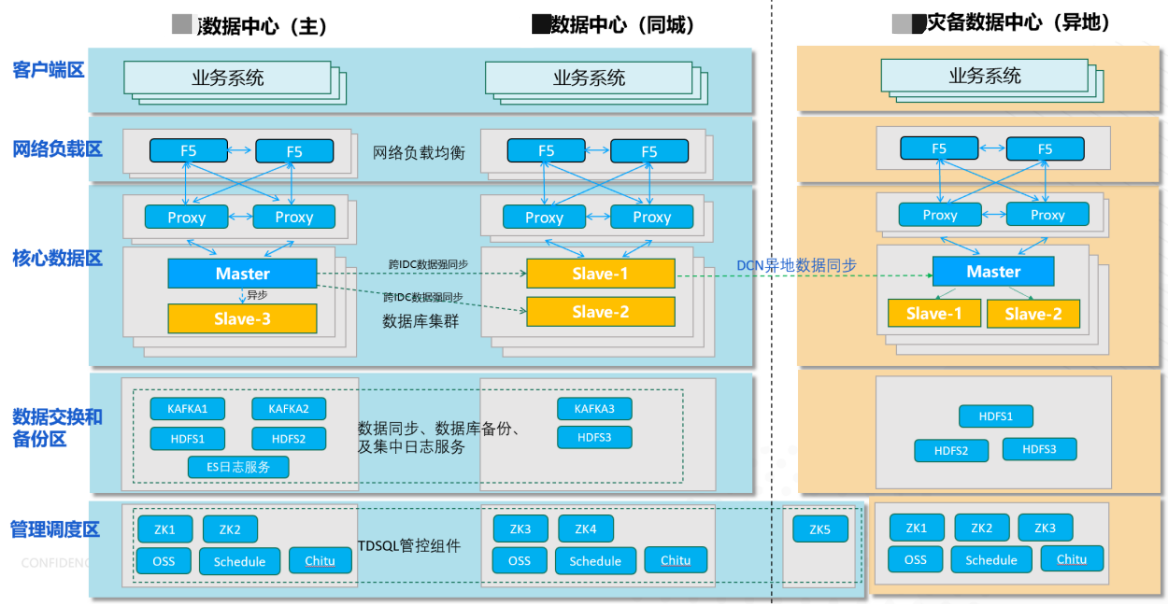 数据中心（主）
数据中心（同城）
灾备数据中心（异地）
客户端区
业务系统
业务系统
业务系统
网络负载区
F5
F5
网络负载均衡
F5
F5
F5
F5
核心数据区
Proxy
Proxy
Proxy
Proxy
Proxy
Proxy
Master
跨IDC数据强同步
Slave-1
DCN异地数据同步
Master
异步
跨IDC数据强同步
Slave-3
数据库集群
Slave-2
Slave-1
Slave-2
数据交换和
备份区
KAFKA1
KAFKA2
KAFKA3
HDFS1
HDFS2
HDFS3
ES日志服务
数据同步、数据库备份、
及集中日志服务
HDFS1
HDFS2
HDFS3
管理调度区
ZK1
ZK2
OSS
Schedule
Chitu
TDSQL管控组件
ZK3
ZK4
OSS
Schedule
Chitu
ZK5
ZK1
ZK2
ZK3
OSS
Schedule
Chitu
CONFIDENC